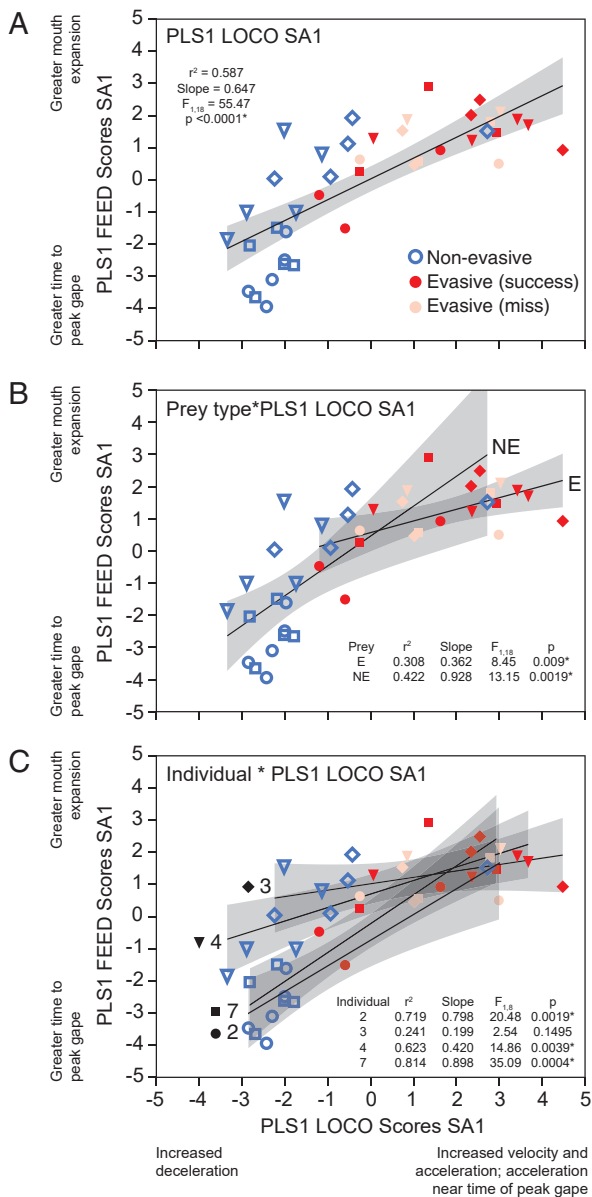 A
PLS1 LOCO SA1
r² = 0.587
Slope = 0.647
F1,18 = 55.47
p <0.0001*
Greater mouth
expansion
PLS1 FEED Scores SA1
Greater time to
peak gape
5
4
3
2
1
0
-1
-2
-3
-4
-5
Non-evasive
Evasive (success)
Evasive (miss)
B
Prey type*PLS1 LOCO SA1
Greater mouth
expansion
PLS1 FEED Scores SA1
Greater time to
peak gape
5
4
3
2
1
0
-1
-2
-3
-4
-5
NE
E
Prey r² Slope F1,18 p
E 0.308 0.362 8.45 0.009*
NE 0.422 0.928 13.15 0.0019*
C
Individual * PLS1 LOCO SA1
Greater mouth
expansion
PLS1 FEED Scores SA1
Greater time to
peak gape
5
4
3
2
1
0
-1
-2
-3
-4
-5
3
4
7
2
Individual r² Slope F1,8 p
2 0.719 0.798 20.48 0.0019*
3 0.241 0.199 2.54 0.1495
4 0.623 0.420 14.86 0.0039*
7 0.814 0.898 35.09 0.0004*
-5 -4 -3 -2 -1 0 1 2 3 4 5
PLS1 LOCO Scores SA1
Increased
deceleration
Increased velocity and
acceleration; acceleration
near time of peak gape